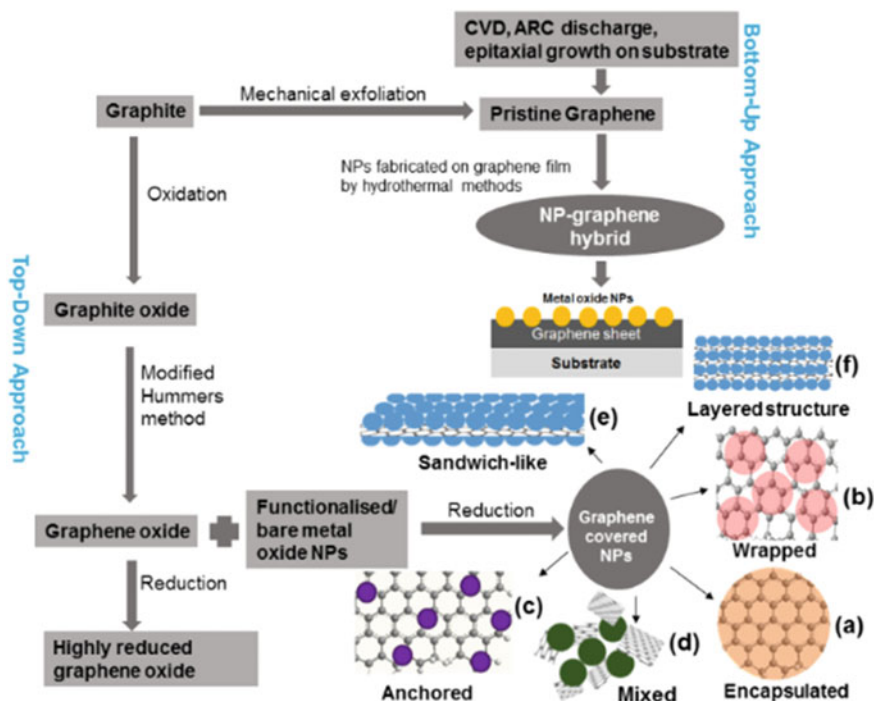 CVD, ARC discharge,
epitaxial growth on substrate
Bottom-Up Approach
Mechanical exfoliation
Graphite
Pristine Graphene
NPs fabricated on graphene film
by hydrothermal methods
Oxidation
NP-graphene
hybrid
Top-Down Approach
Graphite oxide
Metal oxide NPs
Graphene sheet
Substrate
Modified
Hummers
method
(f)
Layered structure
(e)
Sandwich-like
(b)
Wrapped
Graphene oxide
Functionalised/
bare metal
oxide NPs
Reduction
Graphene
covered
NPs
Reduction
(c)
Anchored
(d)
Mixed
(a)
Encapsulated
Highly reduced
graphene oxide